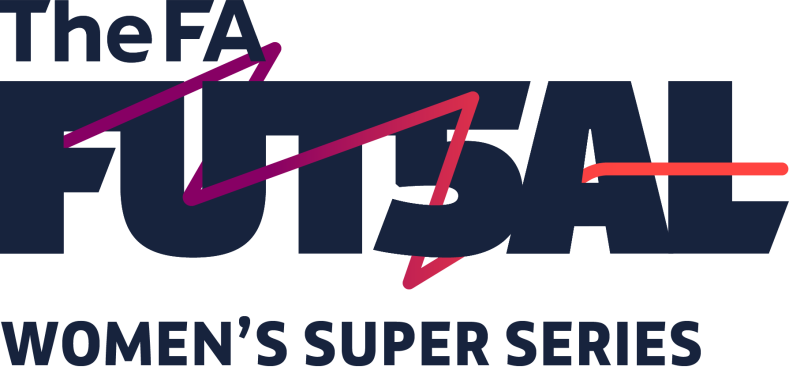 The FA
FUTSAL
WOMEN’S SUPER SERIES